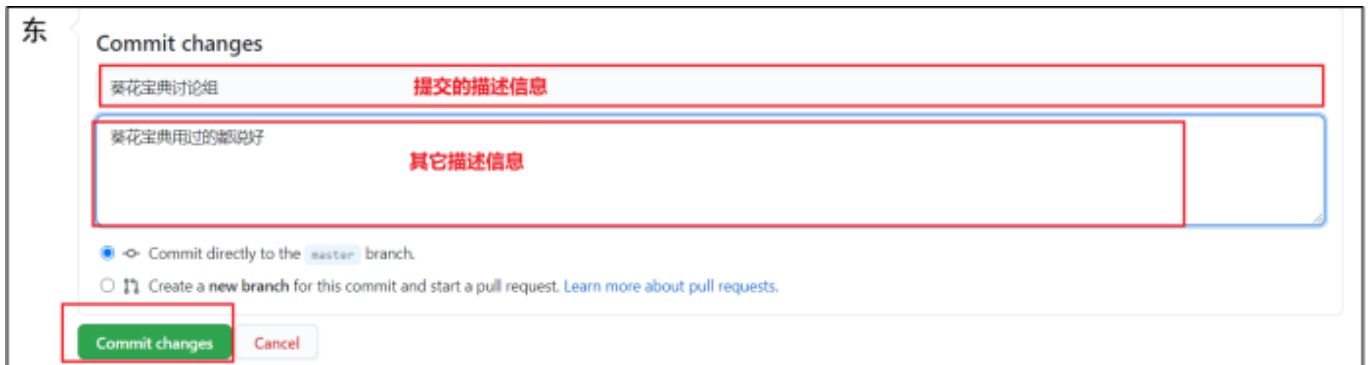 东
Commit changes
葵花宝典讨论组 提交的描述信息
葵花宝典用过的都说好
其它描述信息
Commit directly to the master branch.
Create a new branch for this commit and start a pull request. Learn more about pull requests.
Commit changes Cancel